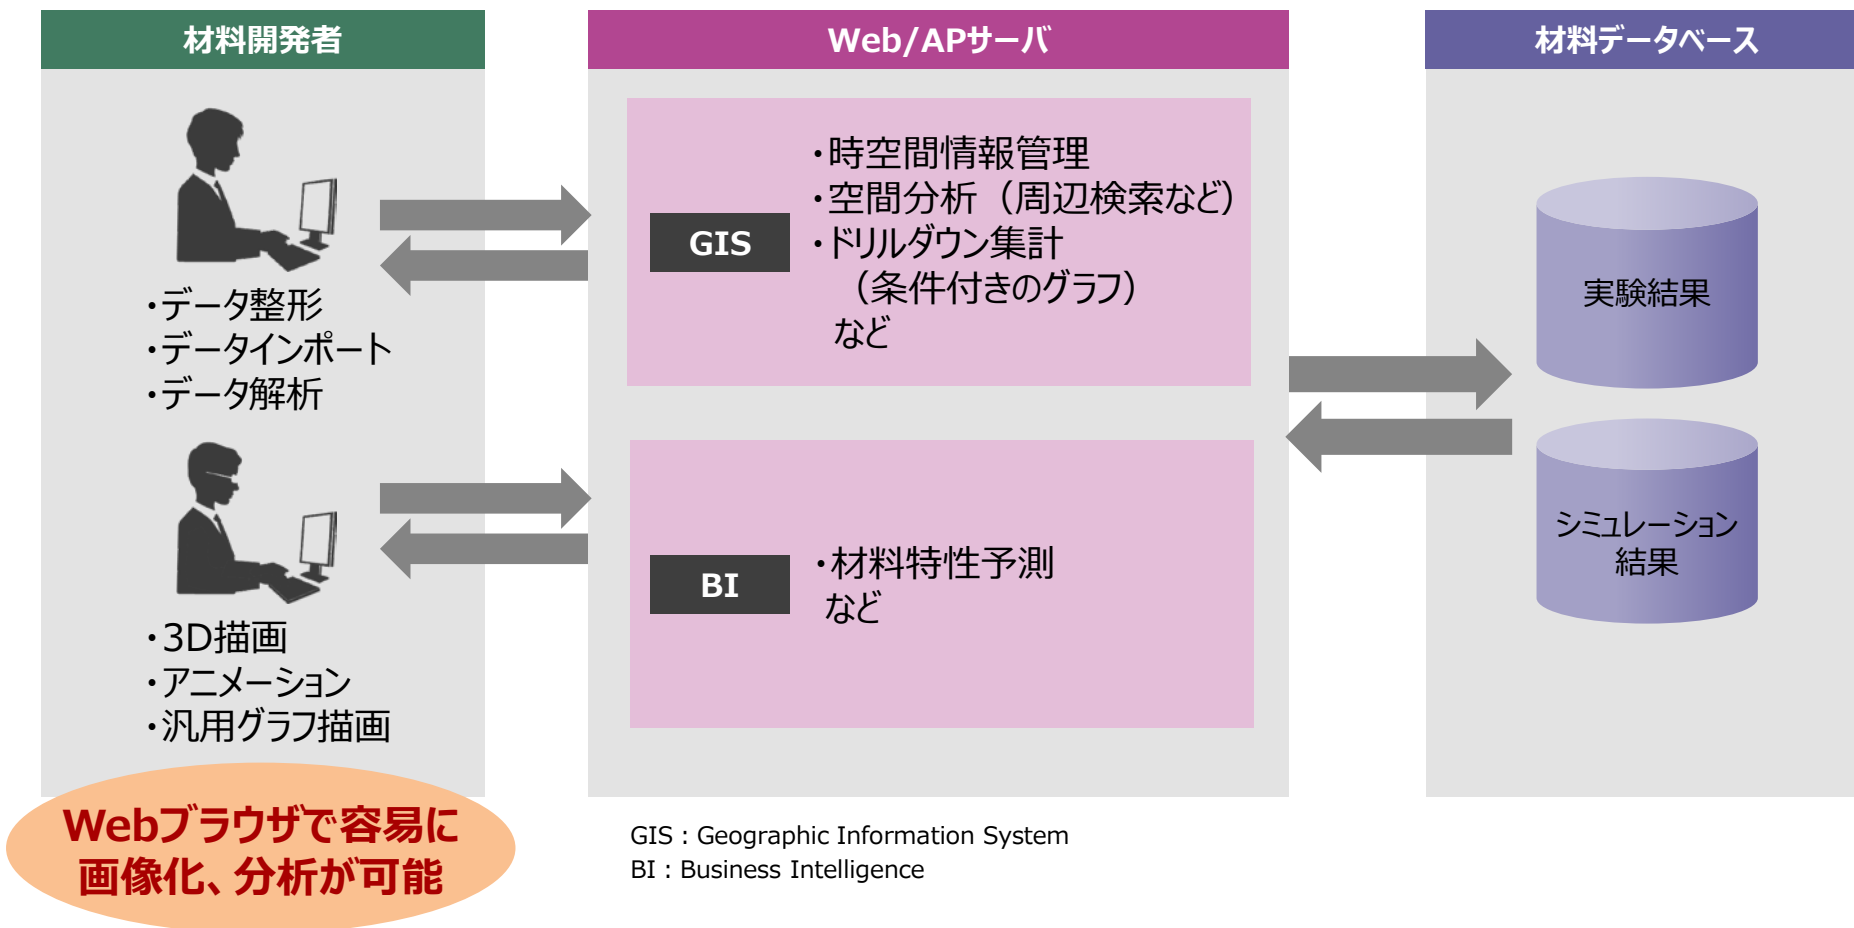 材料開発者
・データ整形
・データインポート
・データ解析
・3D描画
・アニメーション
・汎用グラフ描画
Webブラウザで容易に
画像化、分析が可能
Web/APサーバ
GIS
・時空間情報管理
・空間分析（周辺検索など）
・ドリルダウン集計
（条件付きのグラフ）
など
BI
・材料特性予測
など
GIS : Geographic Information System
BI : Business Intelligence
材料データベース
実験結果
シミュレーション
結果